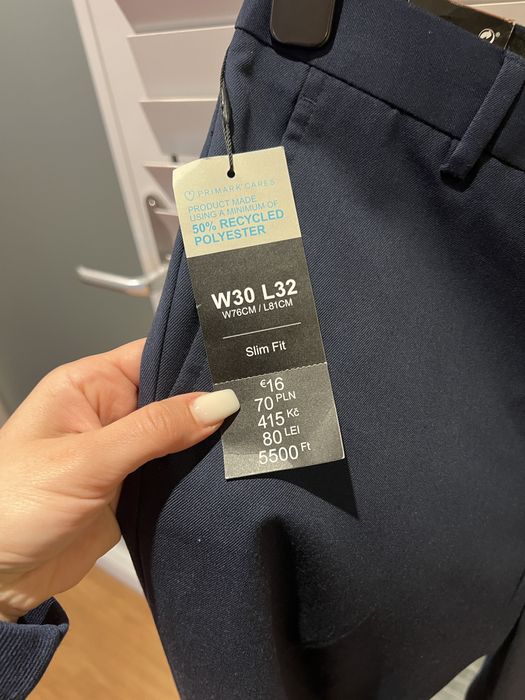 PRIMARK® CARES
PRODUCT MADE
USING A MINIMUM OF
50% RECYCLED
POLYESTER
W30 L32
W76CM / L81CM
Slim Fit
€16
70 PLN
415 Kč
80 LEI
5500 Ft